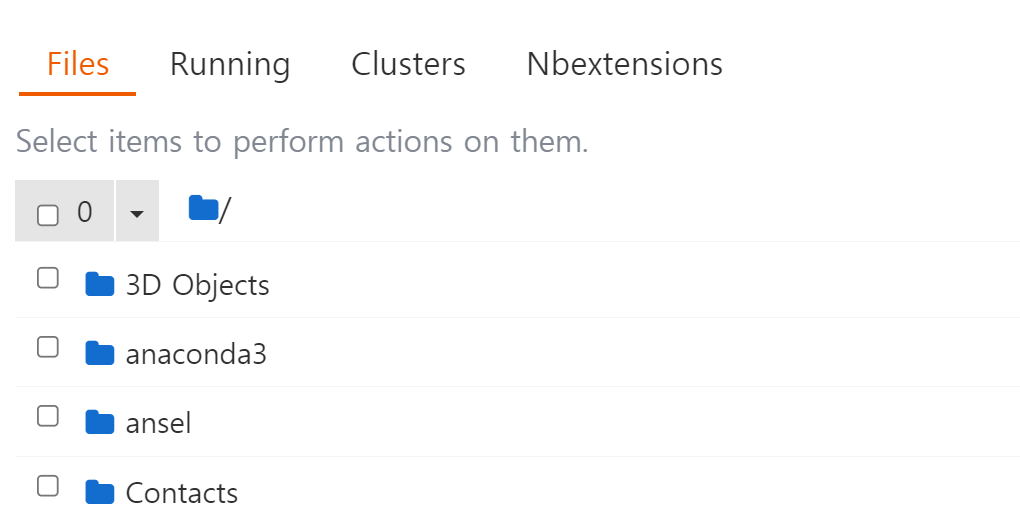 Files Running Clusters Nbextensions
Select items to perform actions on them.
0 /
3D Objects
anaconda3
ansel
Contacts